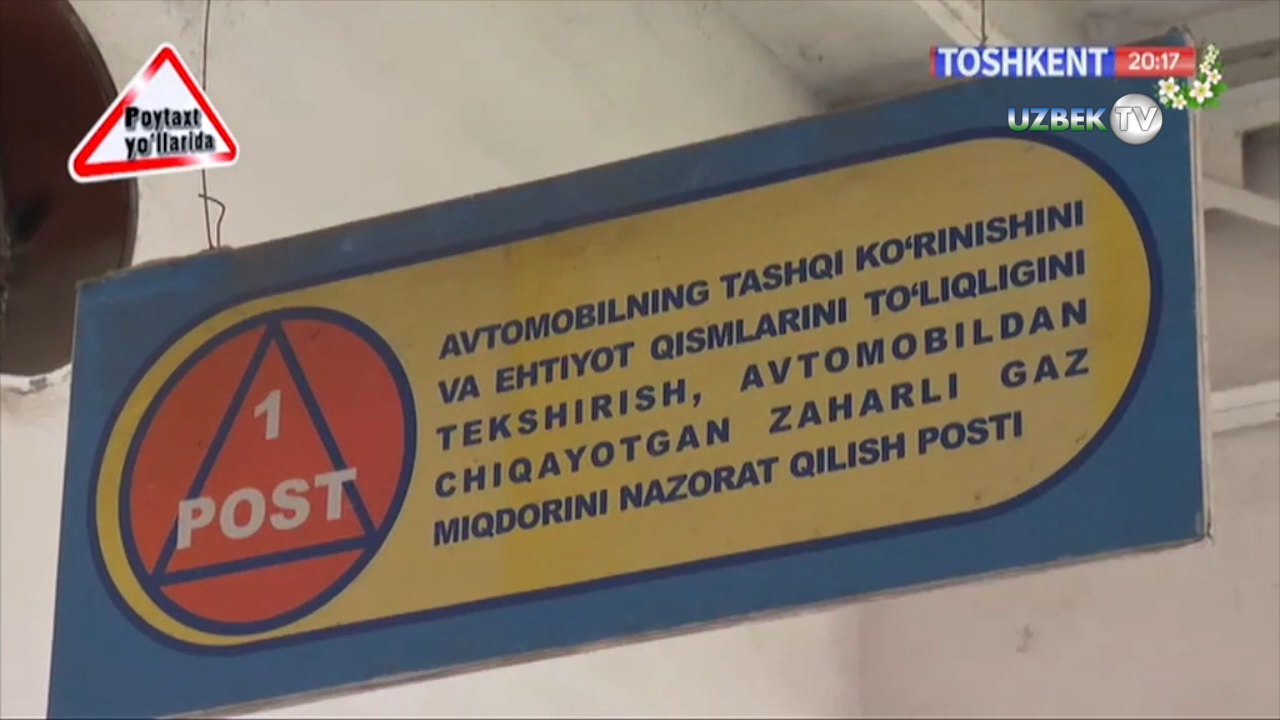 Poytaxt
yo'llarida
TOSHKENT 20:17
UZBEK TV
1
POST
AVTOMOBILNING TASHQI KO‘RINISHINI
VA EHTIYOT QISMLARINI TO‘LIQLIGINI
TEKSHIRISH, AVTOMOBILDAN
CHIQAYOTGAN ZAHARLI GAZ
MIQDORINI NAZORAT QILISH POSTI